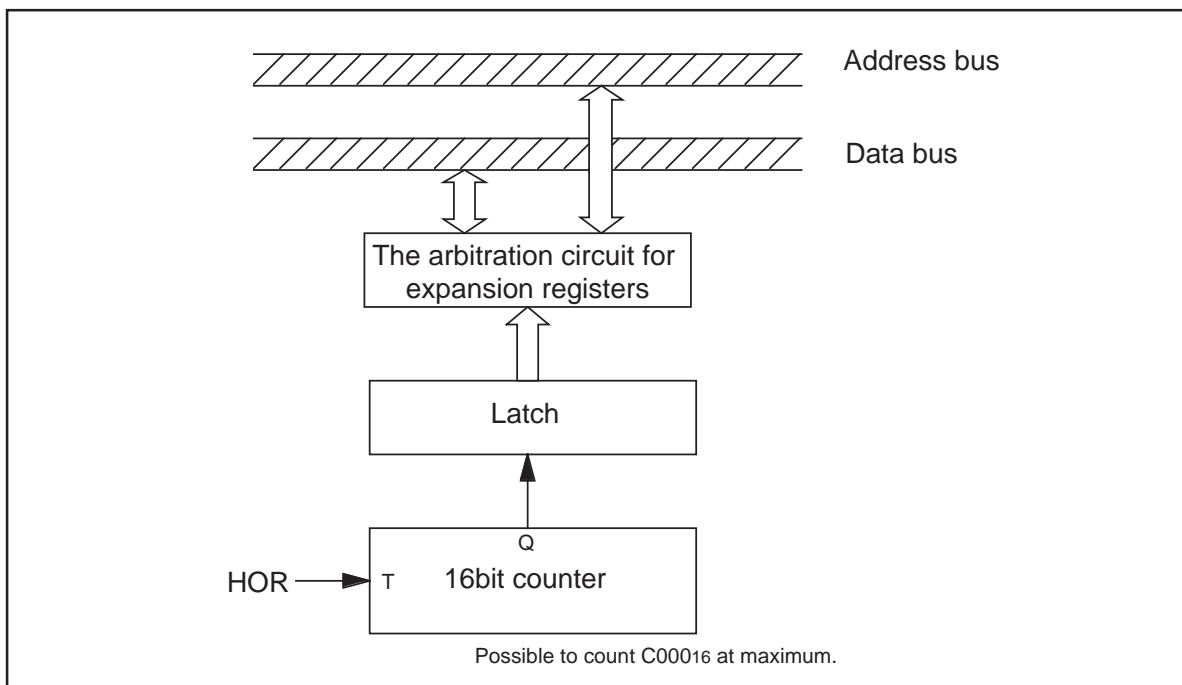 Address bus
Data bus
The arbitration circuit for
expansion registers
Latch
Q
HOR
T
16bit counter
Possible to count C00016 at maximum.